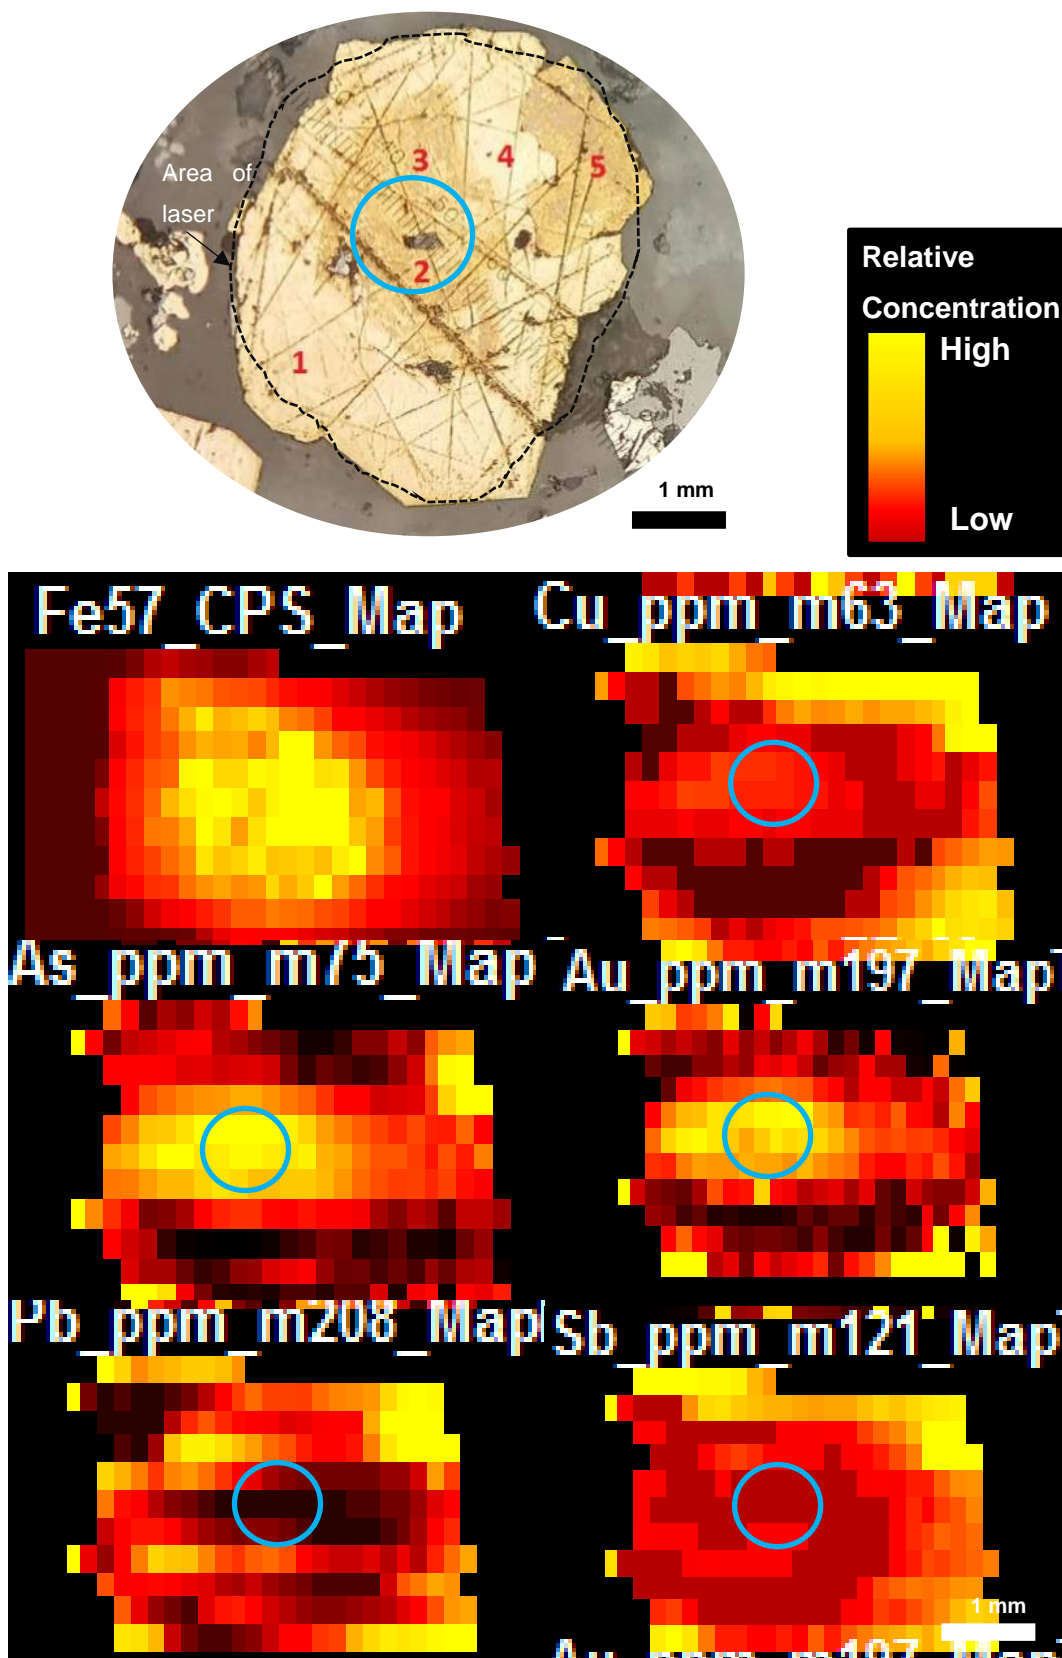 Area of
laser
1
2
3
4
5
1 mm
Relative
Concentration
High
Low
Fe57_CPS_Map
Cu_ppm_m63_Map
As_ppm_m75_Map
Au_ppm_m197_Map
Pb_ppm_m208_Map
Sb_ppm_m121_Map
1 mm
Au_ppm_m197_Map